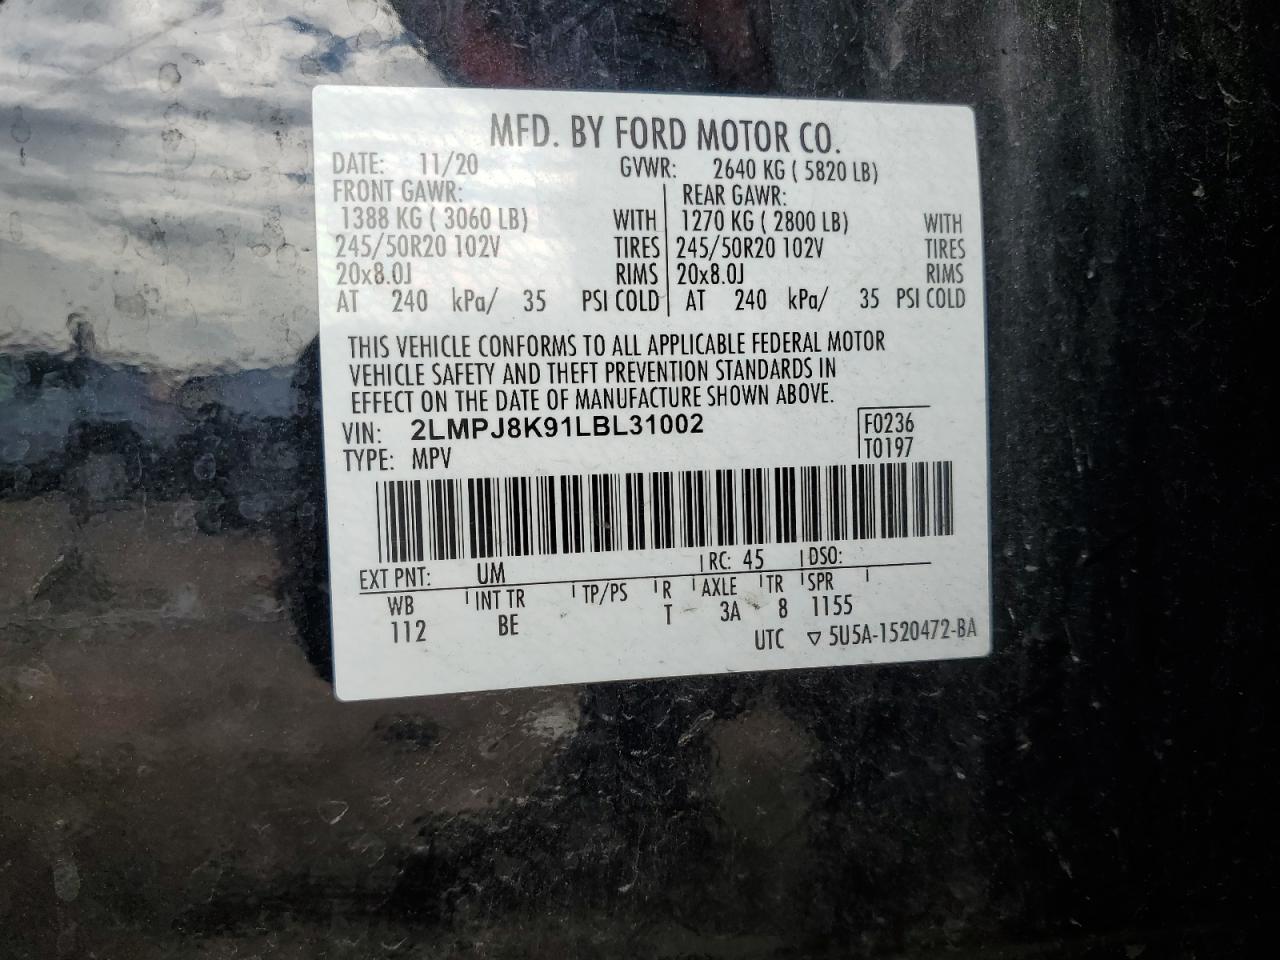 MFD. BY FORD MOTOR CO.
DATE: 11/20 GVWR: 2640 KG ( 5820 LB)
FRONT GAWR: REAR GAWR:
1388 KG ( 3060 LB) WITH 1270 KG ( 2800 LB) WITH
245/50R20 102V TIRES 245/50R20 102V TIRES
20x8.0J RIMS 20x8.0J RIMS
AT 240 kPa/ 35 PSI COLD AT 240 kPa/ 35 PSI COLD
THIS VEHICLE CONFORMS TO ALL APPLICABLE FEDERAL MOTOR
VEHICLE SAFETY AND THEFT PREVENTION STANDARDS IN
EFFECT ON THE DATE OF MANUFACTURE SHOWN ABOVE.
VIN: 2LMPJ8K91LBL31002 F0236
TYPE: MPV T0197
EXT PNT: UM RC: 45 DSO:
WB INT TR TP/PS R AXLE TR SPR
112 BE T 3A 8 1155
UTC ▽ 5U5A-1520472-BA